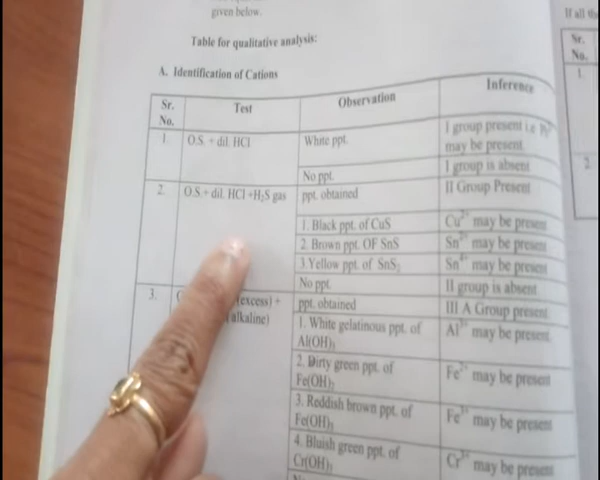 given below.
Table for qualitative analysis:
A. Identification of Cations
Sr. No. Test Observation Inference
1 O.S. + dil. HCl White ppt. I group present i.e. may be present
No ppt. I group is absent
2. O.S + dil. HCl +H₂S gas ppt. obtained II Group Present
1. Black ppt. of CuS Cu²⁺ may be present
2. Brown ppt. OF SnS Sn²⁺ may be present
3.Yellow ppt. of SnS₂ Sn⁴⁺ may be present
No ppt. II group is absent
3. (excess) + ppt. obtained III A Group present
(alkaline) 1. White gelatinous ppt. of Al(OH)₃ Al³⁺ may be present
2. Dirty green ppt. of Fe(OH)₂ Fe²⁺ may be present
3. Reddish brown ppt. of Fe(OH)₃ Fe³⁺ may be present
4. Bluish green ppt. of Cr(OH)₃ Cr³⁺ may be present
If all
Sr. No.
1.
2.